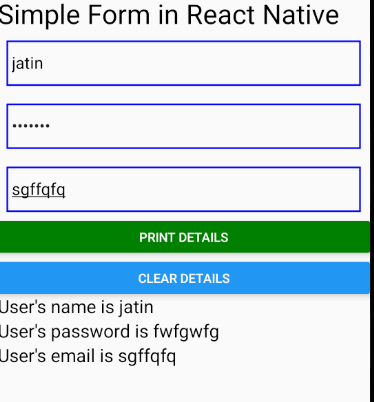 Simple Form in React Native
jatin
•••••••
sgffqfq
PRINT DETAILS
CLEAR DETAILS
User's name is jatin
User's password is fwfgwfg
User's email is sgffqfq